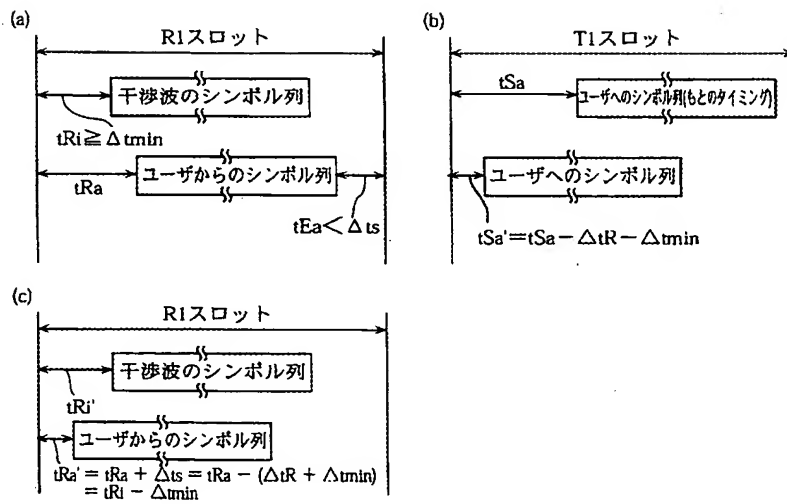 (a)
R1スロット
干渉波のシンボル列
tRi≧Δtmin
tRa
ユーザからのシンボル列
tEa<Δts
(b)
T1スロット
tSa
ユーザへのシンボル列(もとのタイミング)
ユーザへのシンボル列
tSa'=tSa-ΔtR-Δtmin
(c)
R1スロット
干渉波のシンボル列
tRi'
ユーザからのシンボル列
tRa' = tRa + Δts = tRa - (ΔtR + Δtmin)
= tRi - Δtmin